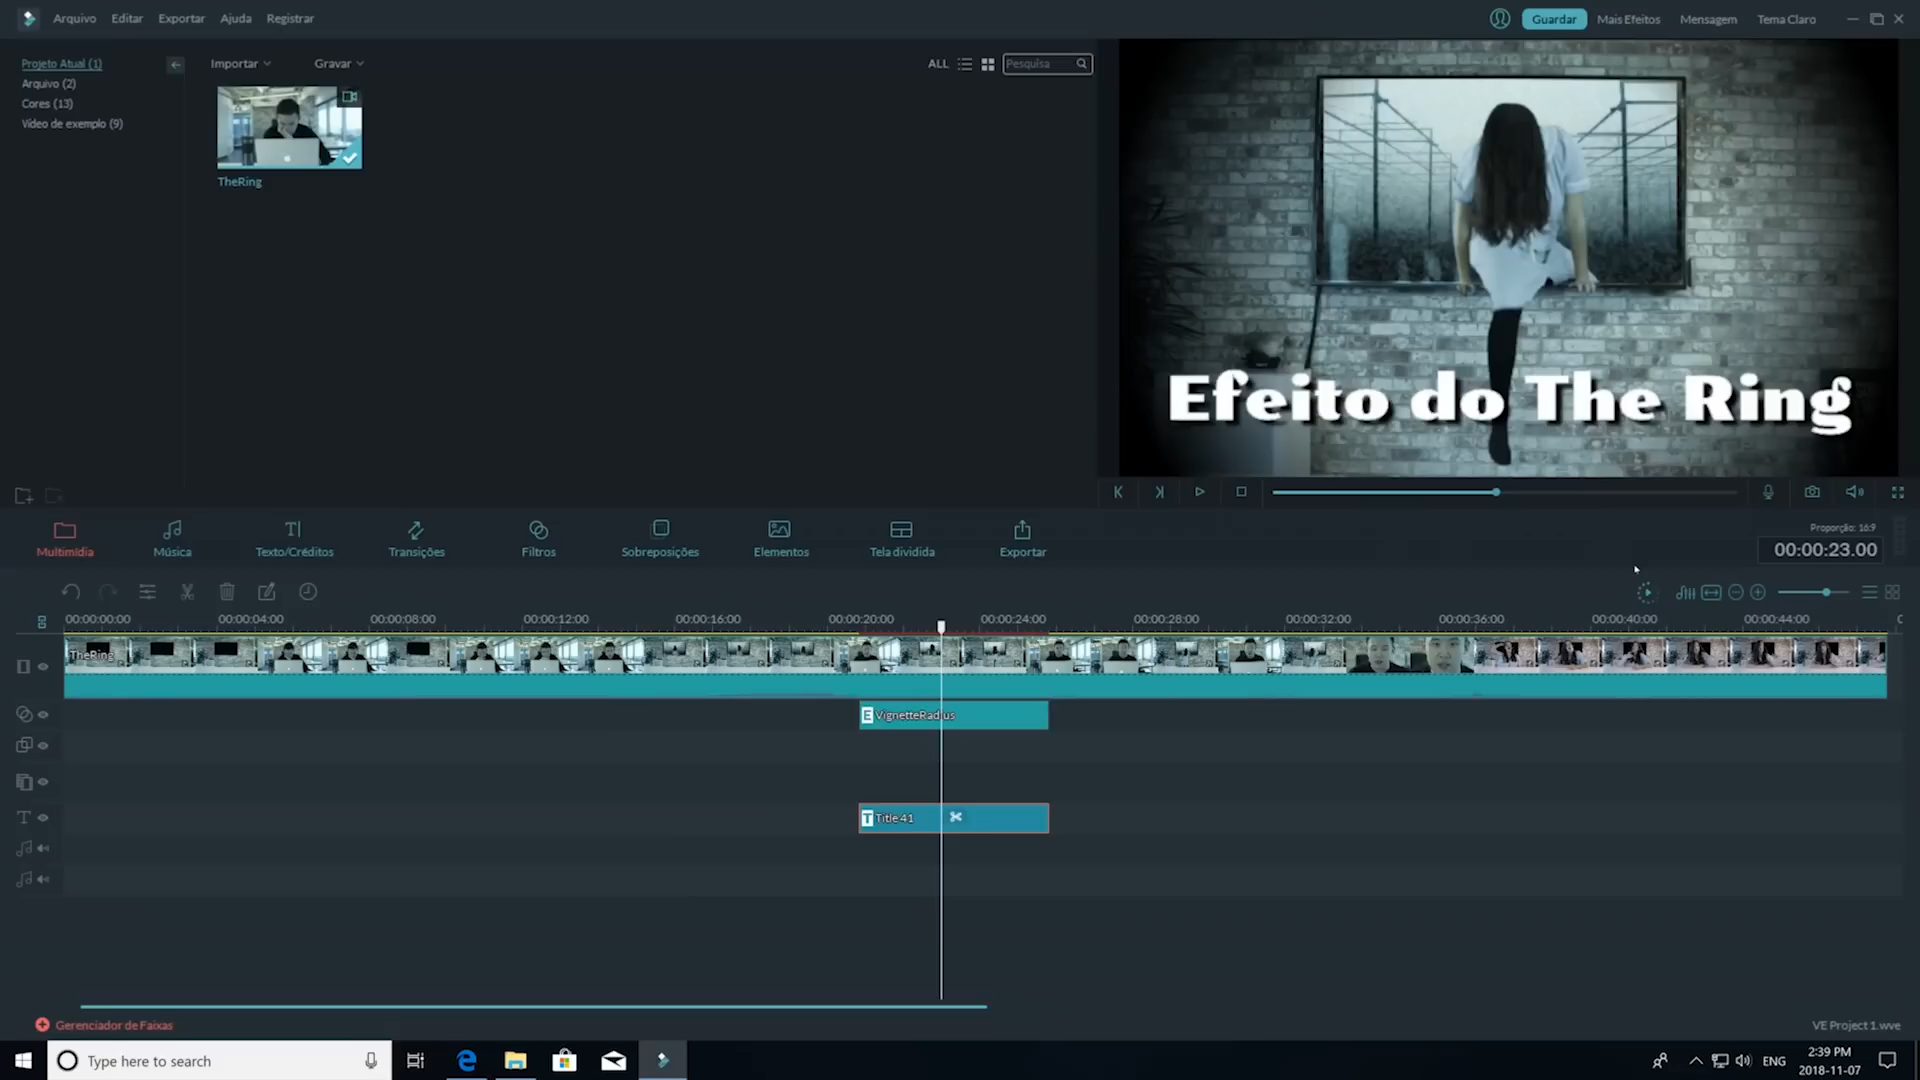 Arquivo Editar Exportar Ajuda Registrar
Guardar Mais Efeitos Mensagem Tema Claro
Projeto Atual (1)
Arquivo (2)
Cores (13)
Vídeo de exemplo (9)
Importar Gravar
ALL Pesquisa
TheRing
Efeito do The Ring
Multimídia Música Texto/Créditos Transições Filtros Sobreposições Elementos Tela dividida Exportar
Proporção: 16:9
00:00:23.00
00:00:00:00 00:00:04:00 00:00:08:00 00:00:12:00 00:00:16:00 00:00:20:00 00:00:24:00 00:00:28:00 00:00:32:00 00:00:36:00 00:00:40:00 00:00:44:00
TheRing
E VignetteRadius
T Title 41
Gerenciador de Faixas
VE Project 1.wve
Type here to search
ENG
2:39 PM
2018-11-07